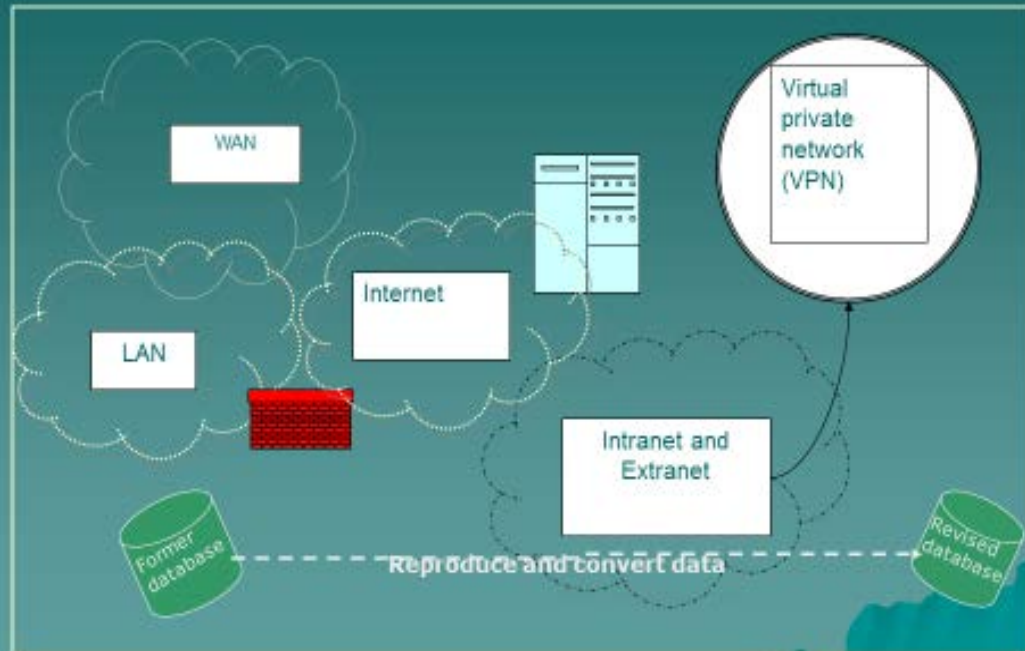 WAN
Virtual
private
network
(VPN)
Internet
LAN
Intranet and
Extranet
Former
database
Reproduce and convert data
Revised
database